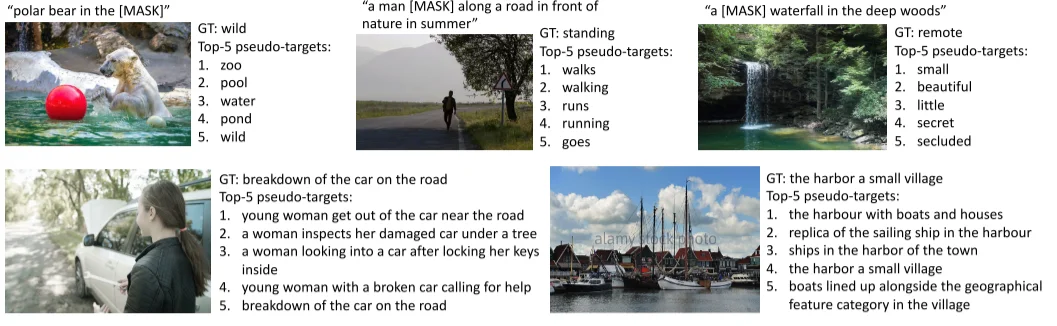 “polar bear in the [MASK]”
GT: wild
Top-5 pseudo-targets:
1. zoo
2. pool
3. water
4. pond
5. wild
“a man [MASK] along a road in front of
nature in summer”
GT: standing
Top-5 pseudo-targets:
1. walks
2. walking
3. runs
4. running
5. goes
“a [MASK] waterfall in the deep woods”
GT: remote
Top-5 pseudo-targets:
1. small
2. beautiful
3. little
4. secret
5. secluded
GT: breakdown of the car on the road
Top-5 pseudo-targets:
1. young woman get out of the car near the road
2. a woman inspects her damaged car under a tree
3. a woman looking into a car after locking her keys
inside
4. young woman with a broken car calling for help
5. breakdown of the car on the road
alamy stock photo
GT: the harbor a small village
Top-5 pseudo-targets:
1. the harbour with boats and houses
2. replica of the sailing ship in the harbour
3. ships in the harbor of the town
4. the harbor a small village
5. boats lined up alongside the geographical
feature category in the village